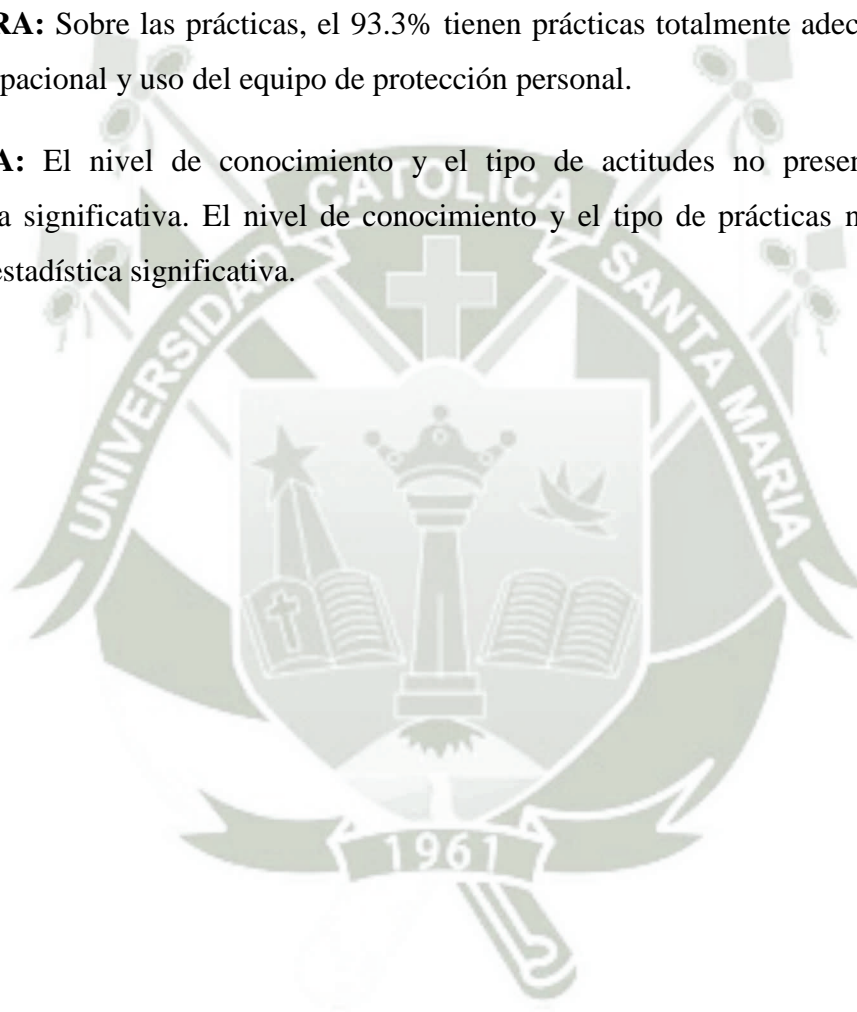 RA: Sobre las prácticas, el 93.3% tienen prácticas totalmente adec
pacional y uso del equipo de protección personal.
A: El nivel de conocimiento y el tipo de actitudes no presen
a significativa. El nivel de conocimiento y el tipo de prácticas n
estadística significativa.
UNIVERSIDAD CATOLICA SANTA MARIA
1961